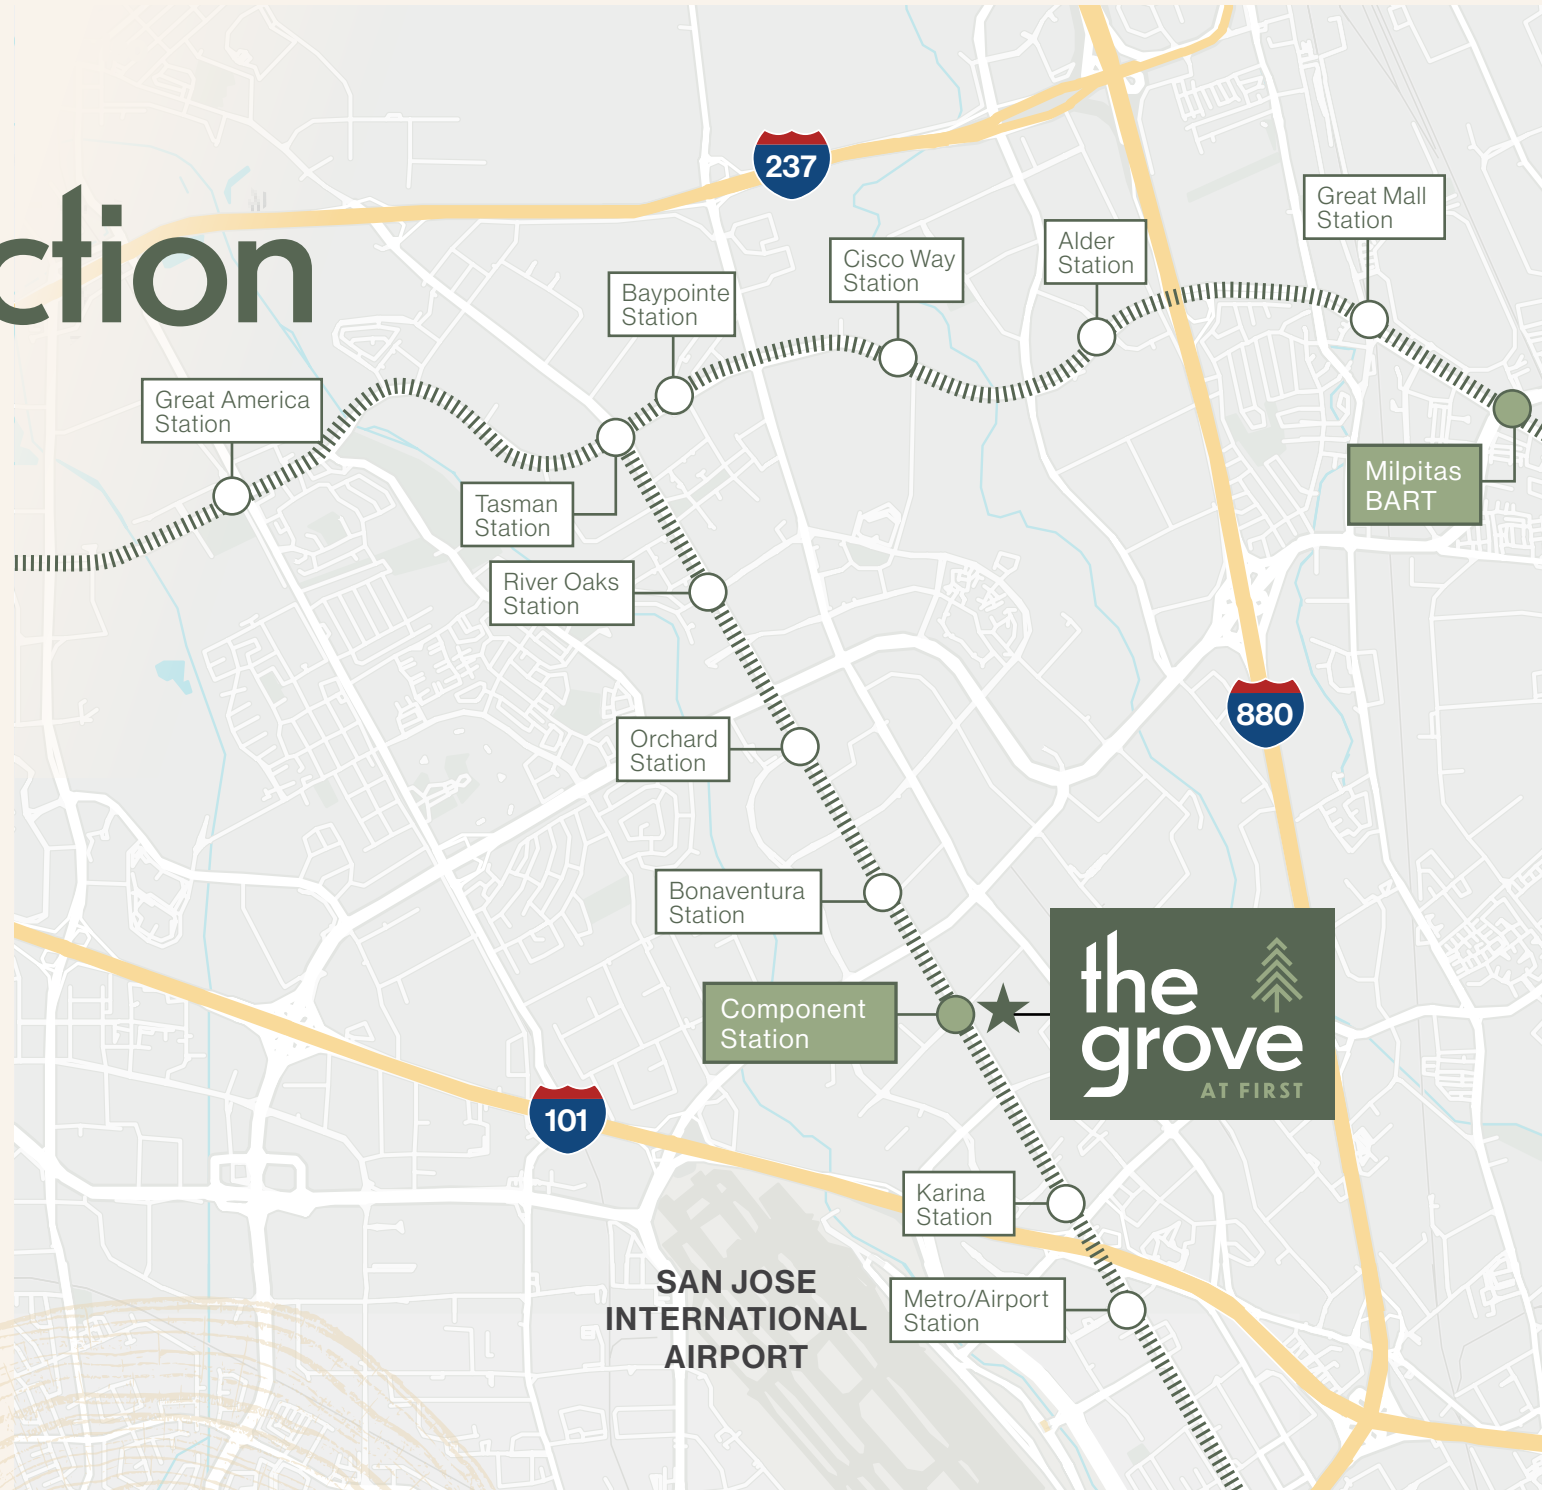 237
Great Mall
Station
ction
Alder
Station
Cisco Way
Station
Baypointe
Station
Great America
Station
Milpitas
BART
Tasman
Station
River Oaks
Station
880
Orchard
Station
Bonaventura
Station
the
grove
AT FIRST
Component
Station
101
Karina
Station
SAN JOSE
INTERNATIONAL
AIRPORT
Metro/Airport
Station